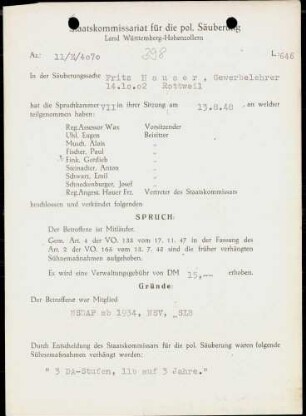 Staatskommissariat für die pol. Säuberung
Land Württemberg-Hohenzollern
Az.: 11/H/4070 398 L 646
In der Säuberungssache Fritz Hauser, Gewerbelehrer
14.10.02 Rottweil
hat die Spruchkammer VII in ihrer Sitzung am 13.8.48, an welcher
teilgenommen haben:
Reg.Assessor Wax Vorsitzender
Uhl, Eugen Beisitzer
Musch, Alois "
Fischer, Paul "
Fink, Gottlieb "
Steinacher, Anton "
Schwarz, Emil "
Schnekenburger, Josef "
Reg.Angest. Hauser Frz. Vertreter des Staatskommissars
beschlossen und verkündet folgenden
SPRUCH:
Der Betroffene ist Mitläufer.
Gem. Art. 4 der VO. 133 vom 17. 11. 47 in der Fassung des
Art. 2 der VO. 165 vom 13. 7. 48 sind die früher verhängten
Sühnemaßnahmen aufgehoben.
Es wird eine Verwaltungsgebühr von DM 15,-- erhoben.
Gründe
Der Betroffene war Mitglied
NSDAP ab 1934, NSV, NSLB
Durch Entscheidung des Staatskommissars für die pol. Säuberung waren folgende
Sühnemaßnahmen verhängt worden:
" 3 DA-Stufen, 11b auf 3 Jahre."